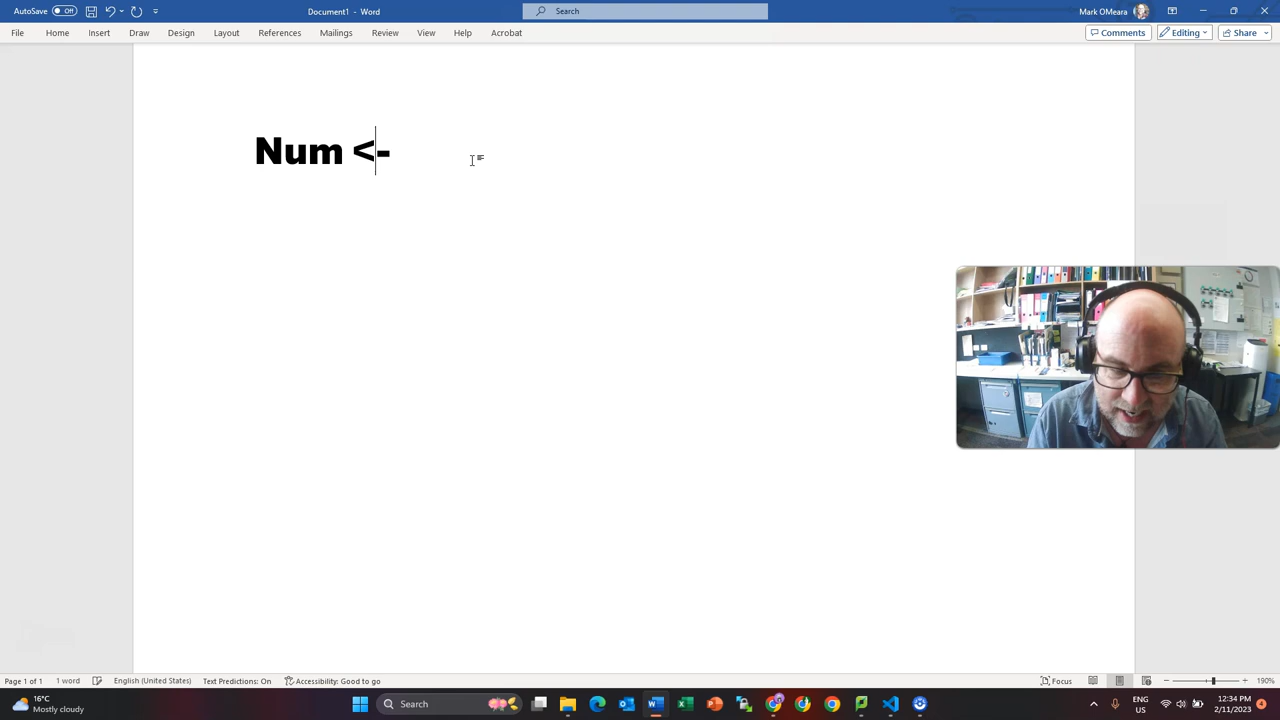 AutoSave Off
Document1 - Word
Search
Mark OMeara
File Home Insert Draw Design Layout References Mailings Review View Help Acrobat
Comments Editing Share
Num <-
Page 1 of 1 1 word English (United States) Text Predictions: On Accessibility: Good to go
Focus 190%
16°C
Mostly cloudy
Search
ENG
US
12:34 PM
2/11/2023
4